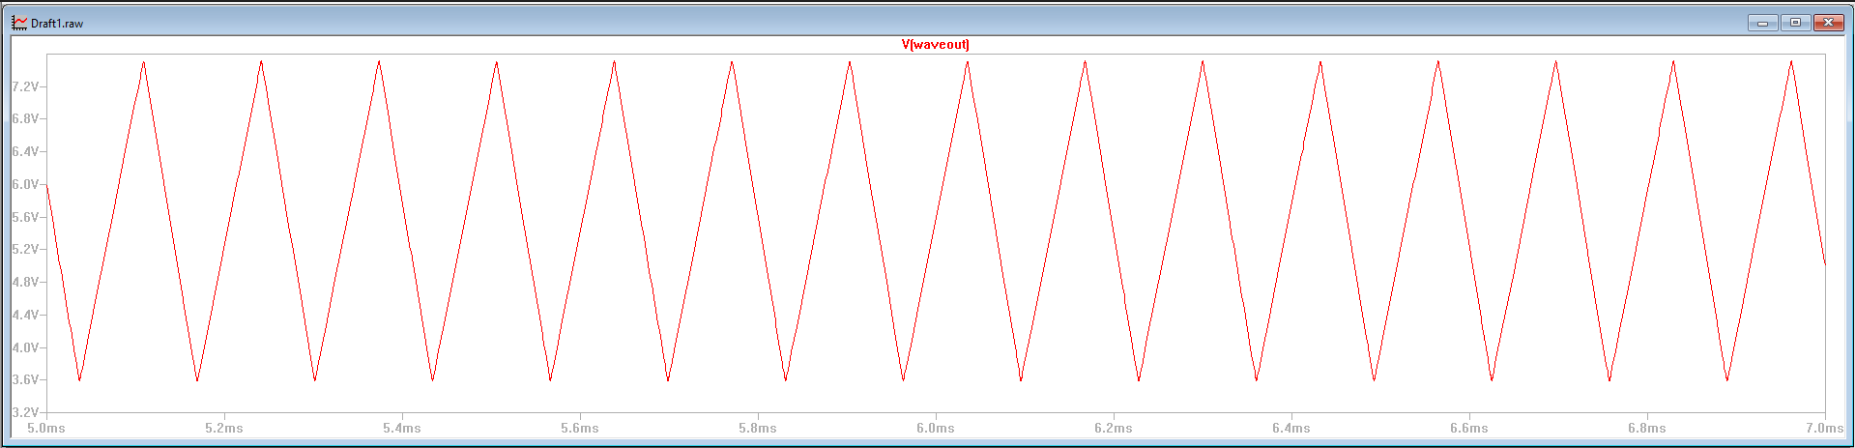 Draft1.raw
V(waveout)
7.2V
6.8V
6.4V
6.0V
5.6V
5.2V
4.8V
4.4V
4.0V
3.6V
3.2V
5.0ms 5.2ms 5.4ms 5.6ms 5.8ms 6.0ms 6.2ms 6.4ms 6.6ms 6.8ms 7.0ms